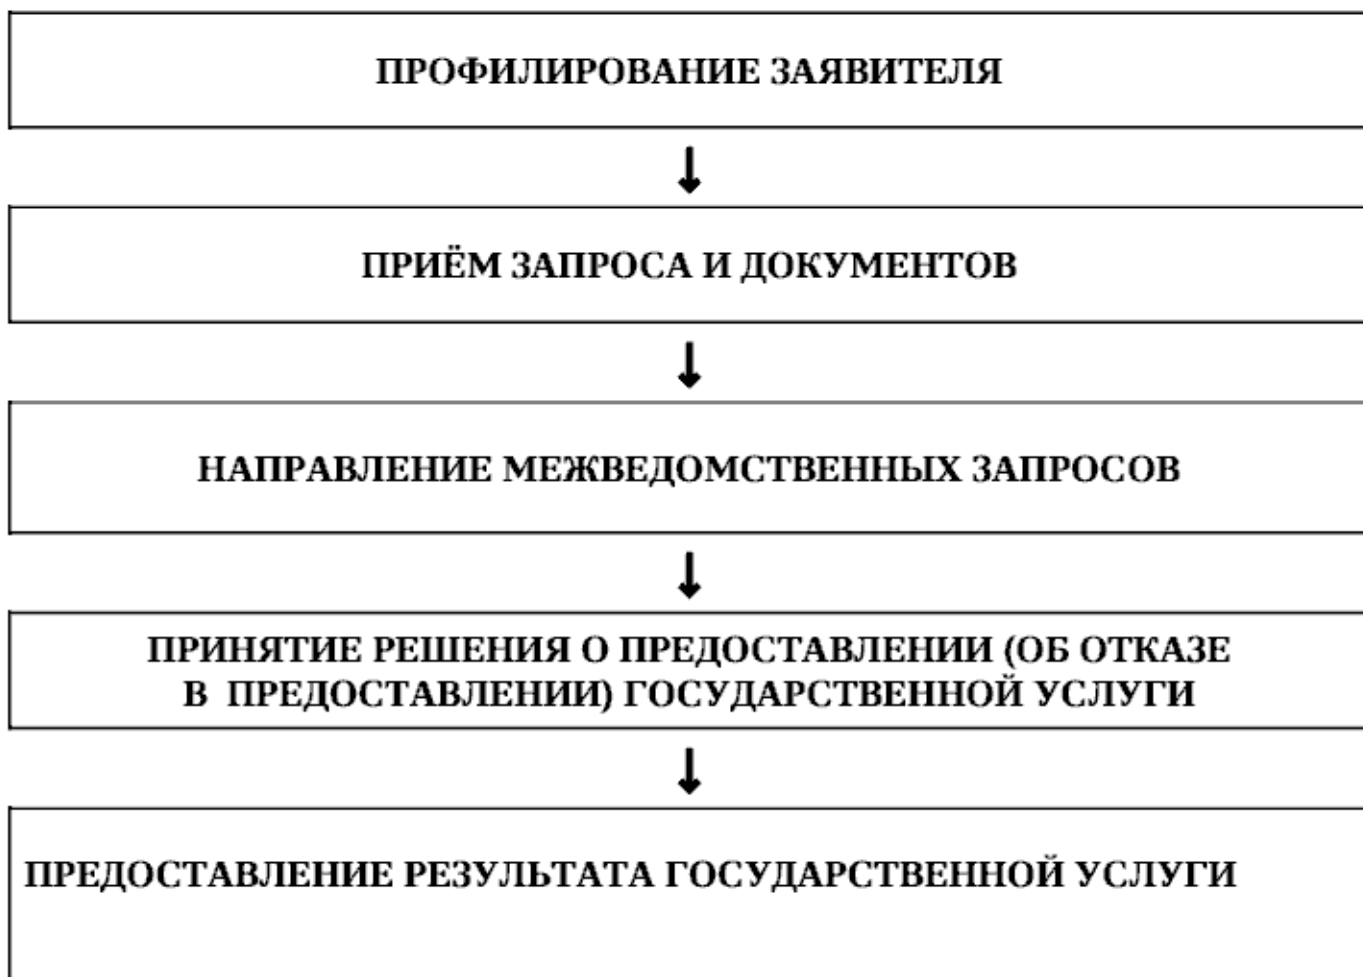 ПРОФИЛИРОВАНИЕ ЗАЯВИТЕЛЯ
ПРИЁМ ЗАПРОСА И ДОКУМЕНТОВ
НАПРАВЛЕНИЕ МЕЖВЕДОМСТВЕННЫХ ЗАПРОСОВ
ПРИНЯТИЕ РЕШЕНИЯ О ПРЕДОСТАВЛЕНИИ (ОБ ОТКАЗЕ
В ПРЕДОСТАВЛЕНИИ) ГОСУДАРСТВЕННОЙ УСЛУГИ
ПРЕДОСТАВЛЕНИЕ РЕЗУЛЬТАТА ГОСУДАРСТВЕННОЙ УСЛУГИ